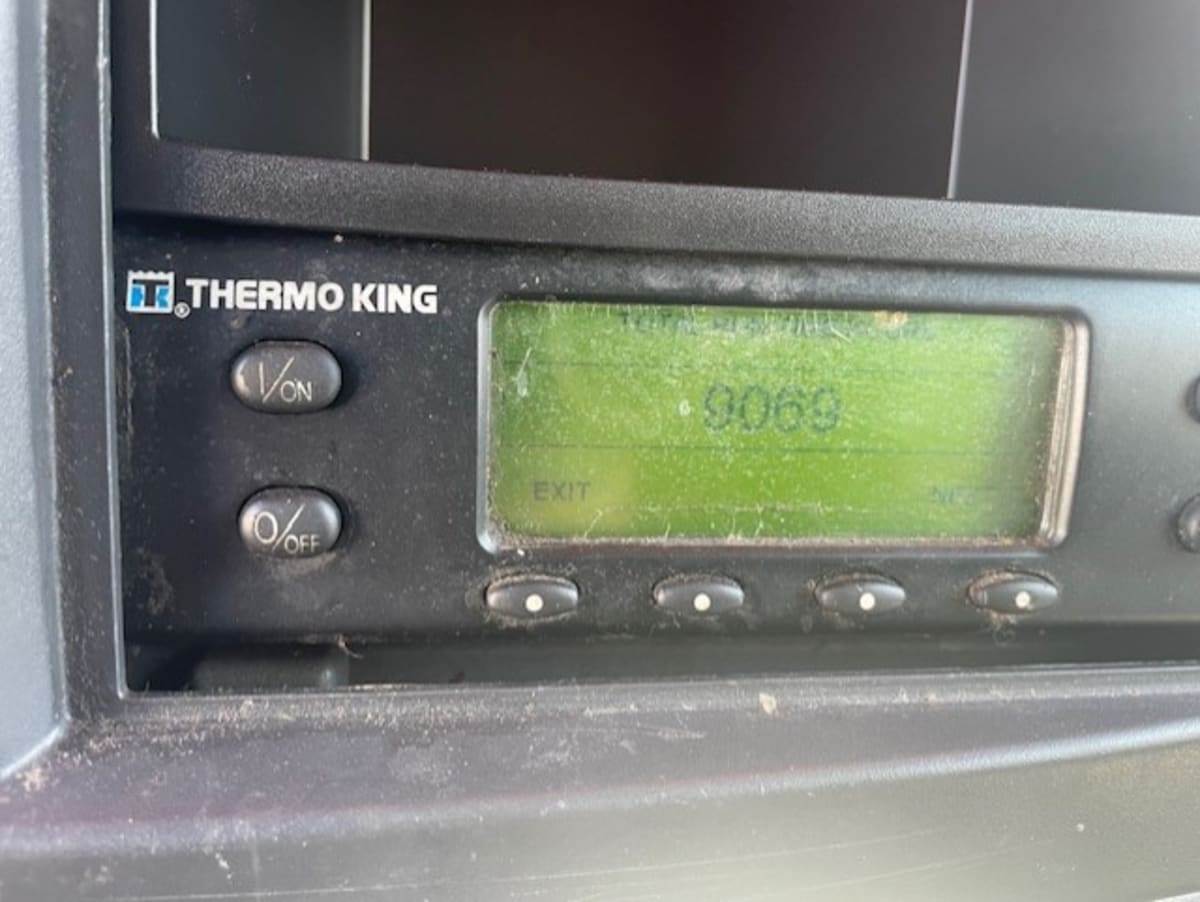 THERMO KING
I/ON
9069
EXIT
O/OFF